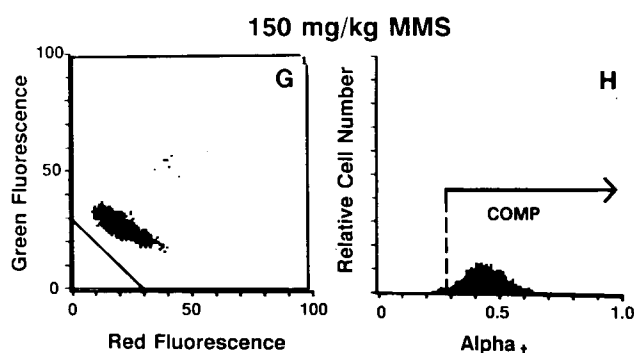 150 mg/kg MMS
100
G
50
0
0 50 100
Green Fluorescence
Red Fluorescence
H
COMP
0 0.5 1.0
Relative Cell Number
Alpha t